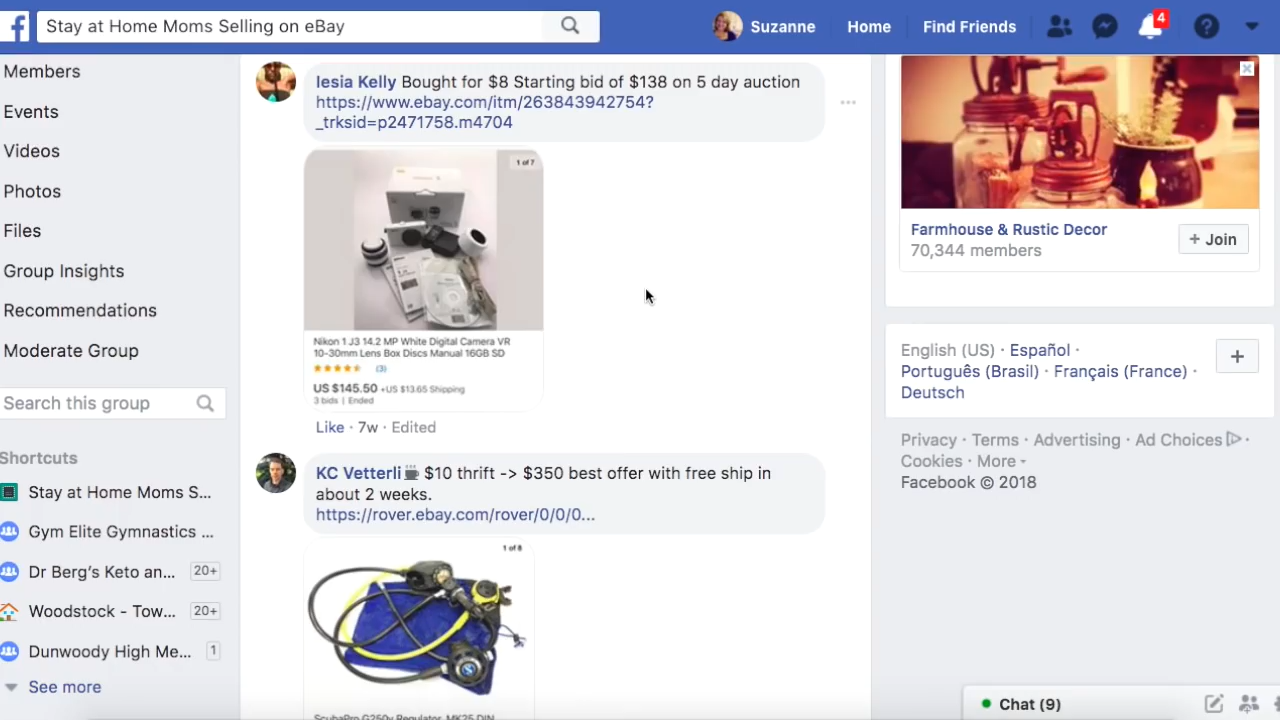 f
Stay at Home Moms Selling on eBay
Suzanne
Home
Find Friends
4
?
Members
Events
Videos
Photos
Files
Group Insights
Recommendations
Moderate Group
Search this group
Shortcuts
Stay at Home Moms S...
Gym Elite Gymnastics ...
Dr Berg's Keto an... 20+
Woodstock - Tow... 20+
Dunwoody High Me... 1
See more
Iesia Kelly Bought for $8 Starting bid of $138 on 5 day auction
https://www.ebay.com/itm/263843942754?
_trksid=p2471758.m4704
1 of 7
Nikon 1 J3 14.2 MP White Digital Camera VR
10-30mm Lens Box Discs Manual 16GB SD
(3)
US $145.50 +US $13.65 Shipping
3 bids | Ended
Like · 7w · Edited
KC Vetterli $10 thrift -> $350 best offer with free ship in
about 2 weeks.
https://rover.ebay.com/rover/0/0/0...
1 of 8
ScubaPro G250v Regulator, MK25 DIN
Farmhouse & Rustic Decor
70,344 members
+ Join
English (US) · Español ·
Português (Brasil) · Français (France) ·
Deutsch
+
Privacy · Terms · Advertising · Ad Choices ·
Cookies · More
Facebook © 2018
Chat (9)